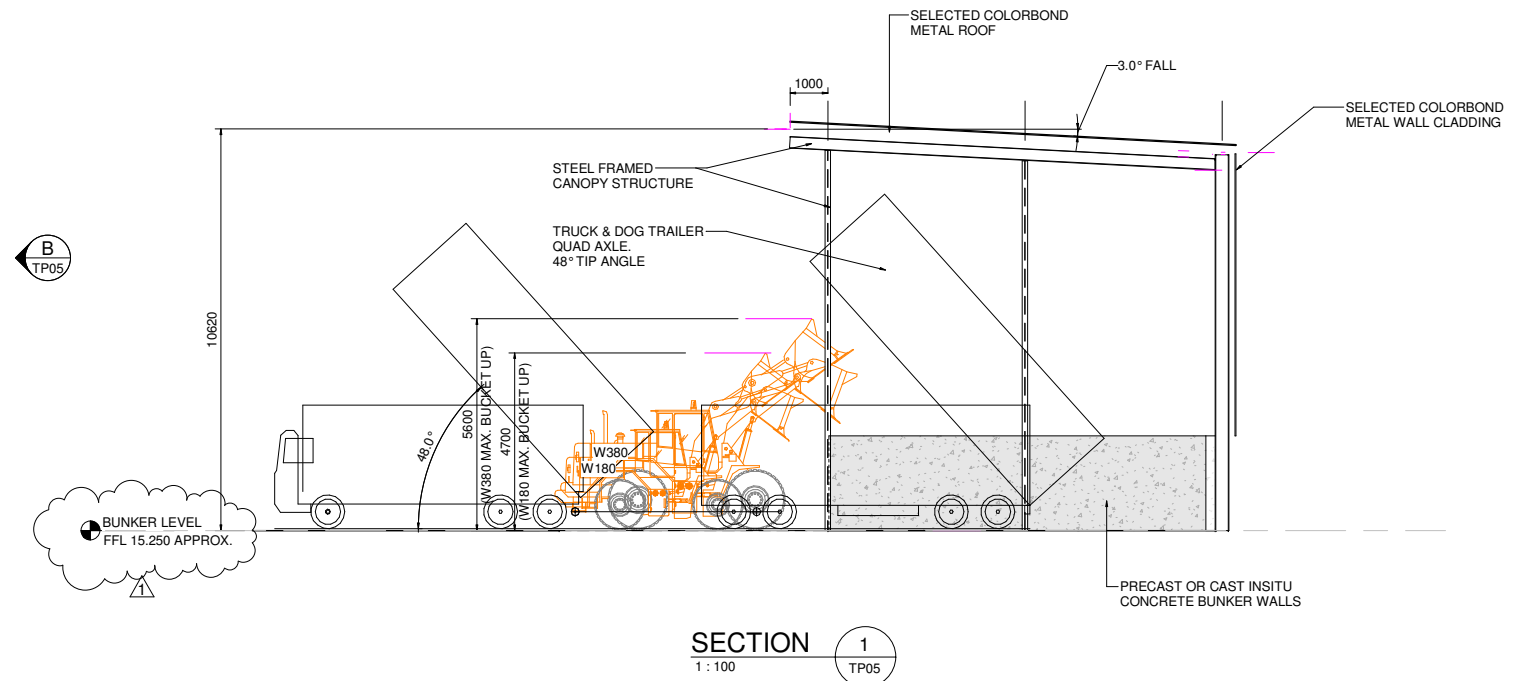 SELECTED COLORBOND
METAL ROOF
3.0° FALL
1000
SELECTED COLORBOND
METAL WALL CLADDING
STEEL FRAMED
CANOPY STRUCTURE
TRUCK & DOG TRAILER
QUAD AXLE.
48° TIP ANGLE
B
TP05
10620
5600
(W380 MAX. BUCKET UP)
4700
(W180 MAX. BUCKET UP)
48.0°
W380
W180
BUNKER LEVEL
FFL 15.250 APPROX.
1
PRECAST OR CAST INSITU
CONCRETE BUNKER WALLS
SECTION
1 : 100
1
TP05